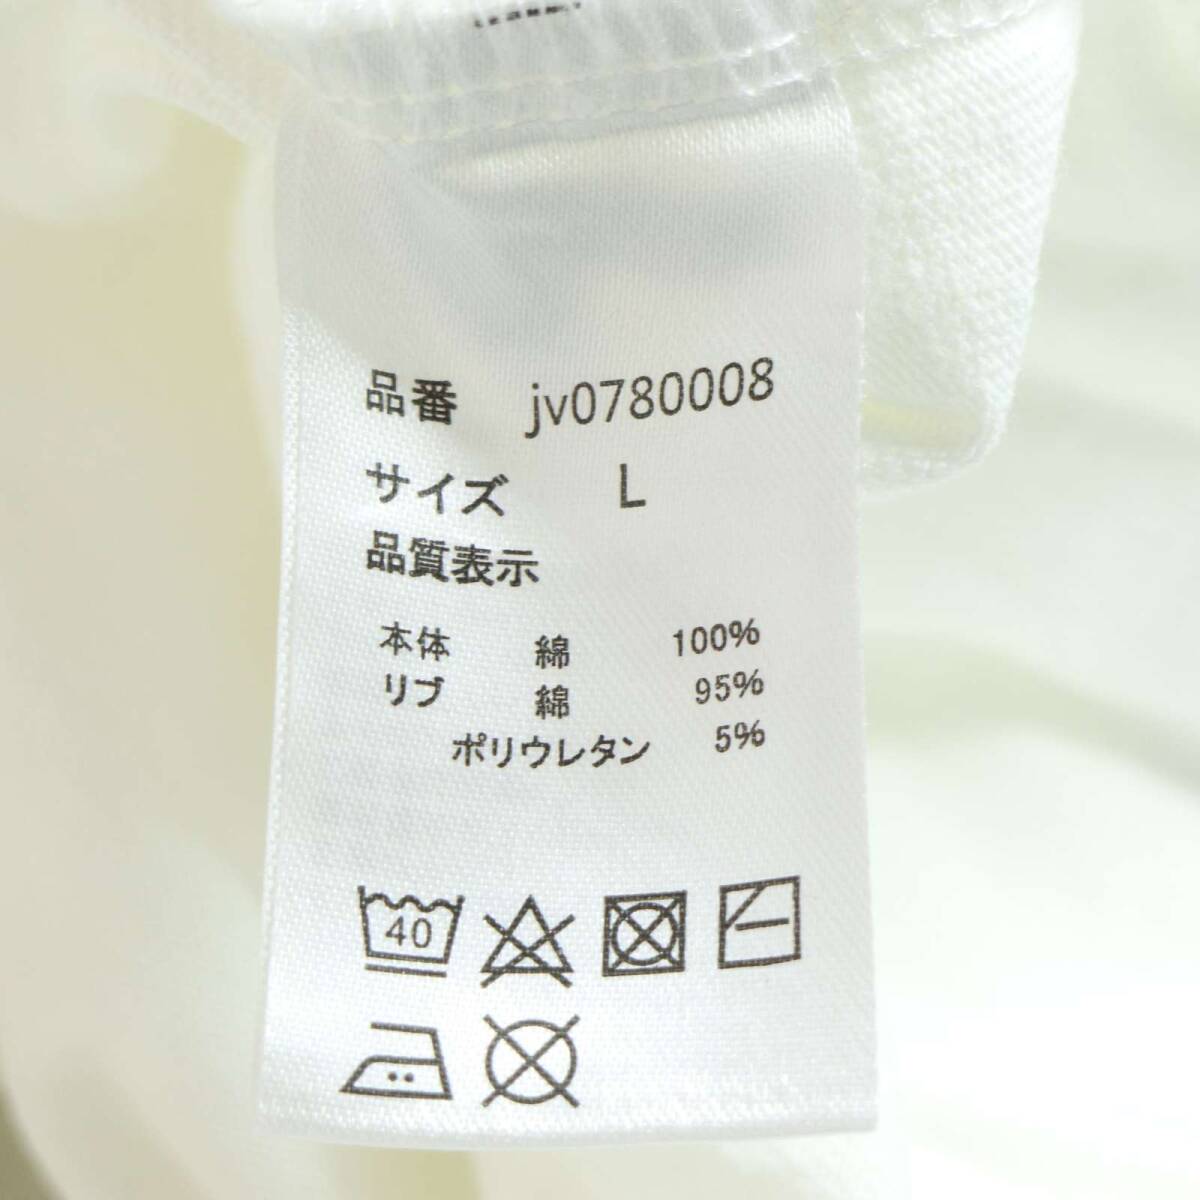 品番 jv0780008
サイズ L
品質表示
本体 綿 100%
リブ 綿 95%
ポリウレタン 5%
40